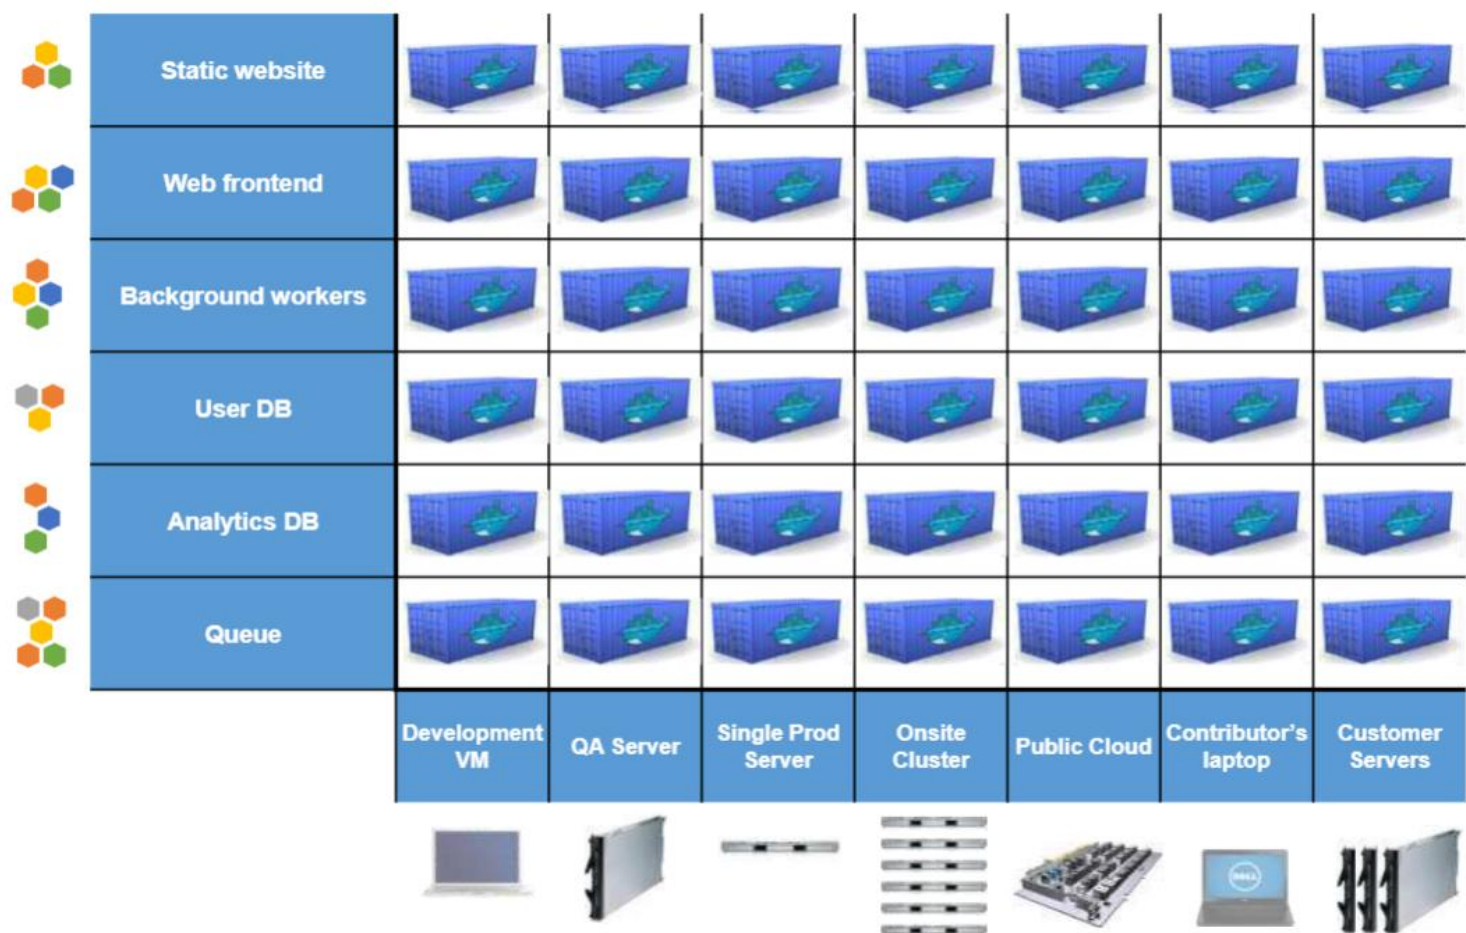 Static website
Web frontend
Background workers
User DB
Analytics DB
Queue
Development
VM
QA Server
Single Prod
Server
Onsite
Cluster
Public Cloud
Contributor's
laptop
Customer
Servers
DELL